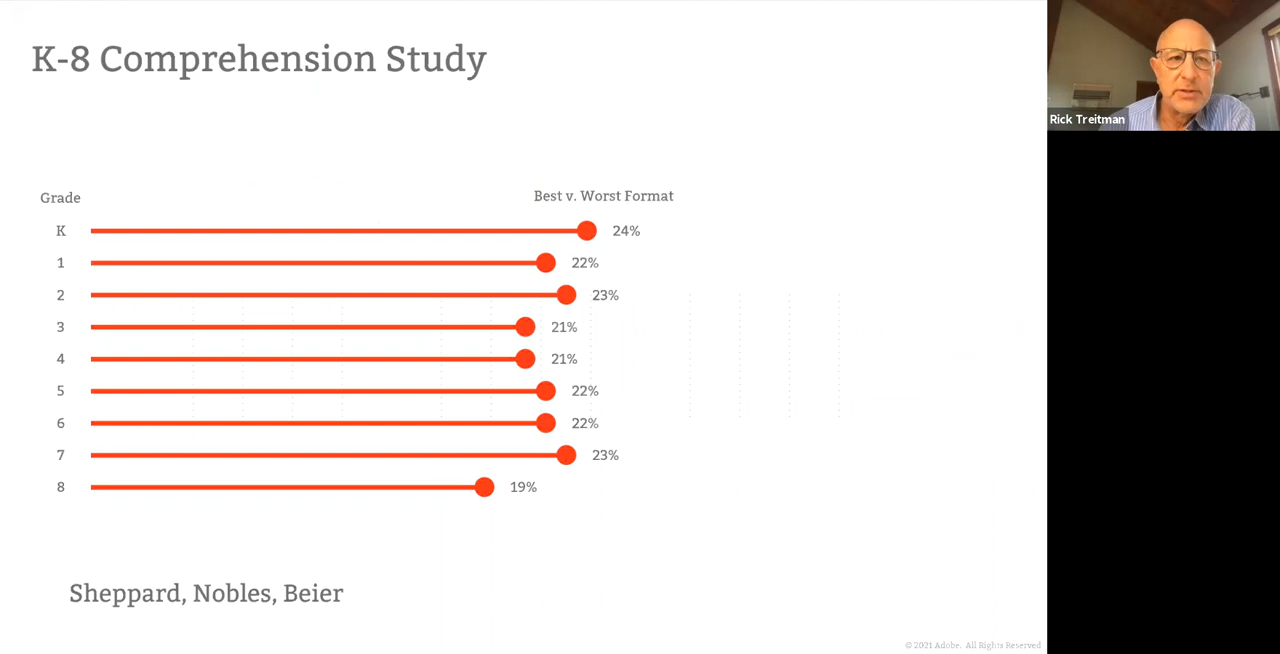 K-8 Comprehension Study
Rick Treitman
Grade
Best v. Worst Format
K 24%
1 22%
2 23%
3 21%
4 21%
5 22%
6 22%
7 23%
8 19%
Sheppard, Nobles, Beier
© 2021 Adobe. All Rights Reserved